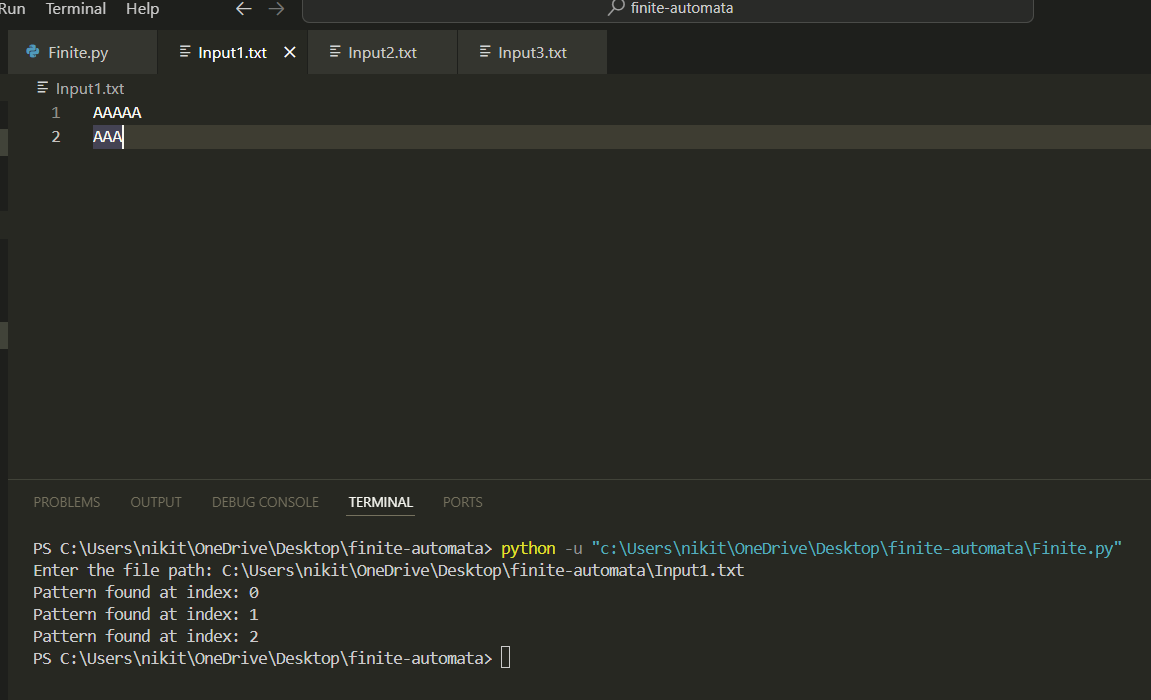 Run Terminal Help finite-automata
Finite.py Input1.txt Input2.txt Input3.txt
Input1.txt
1 AAAAA
2 AAA
PROBLEMS OUTPUT DEBUG CONSOLE TERMINAL PORTS
PS C:\Users\nikit\OneDrive\Desktop\finite-automata> python -u "c:\Users\nikit\OneDrive\Desktop\finite-automata\Finite.py"
Enter the file path: C:\Users\nikit\OneDrive\Desktop\finite-automata\Input1.txt
Pattern found at index: 0
Pattern found at index: 1
Pattern found at index: 2
PS C:\Users\nikit\OneDrive\Desktop\finite-automata>